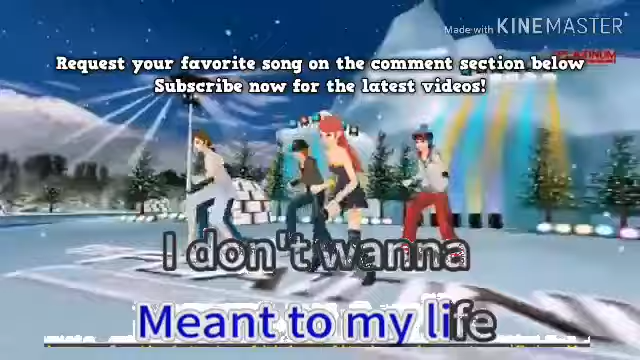 Made with KINEMASTER
PLATINUM
Request your favorite song on the comment section below
Subscribe now for the latest videos!
I don't wanna
Meant to my life